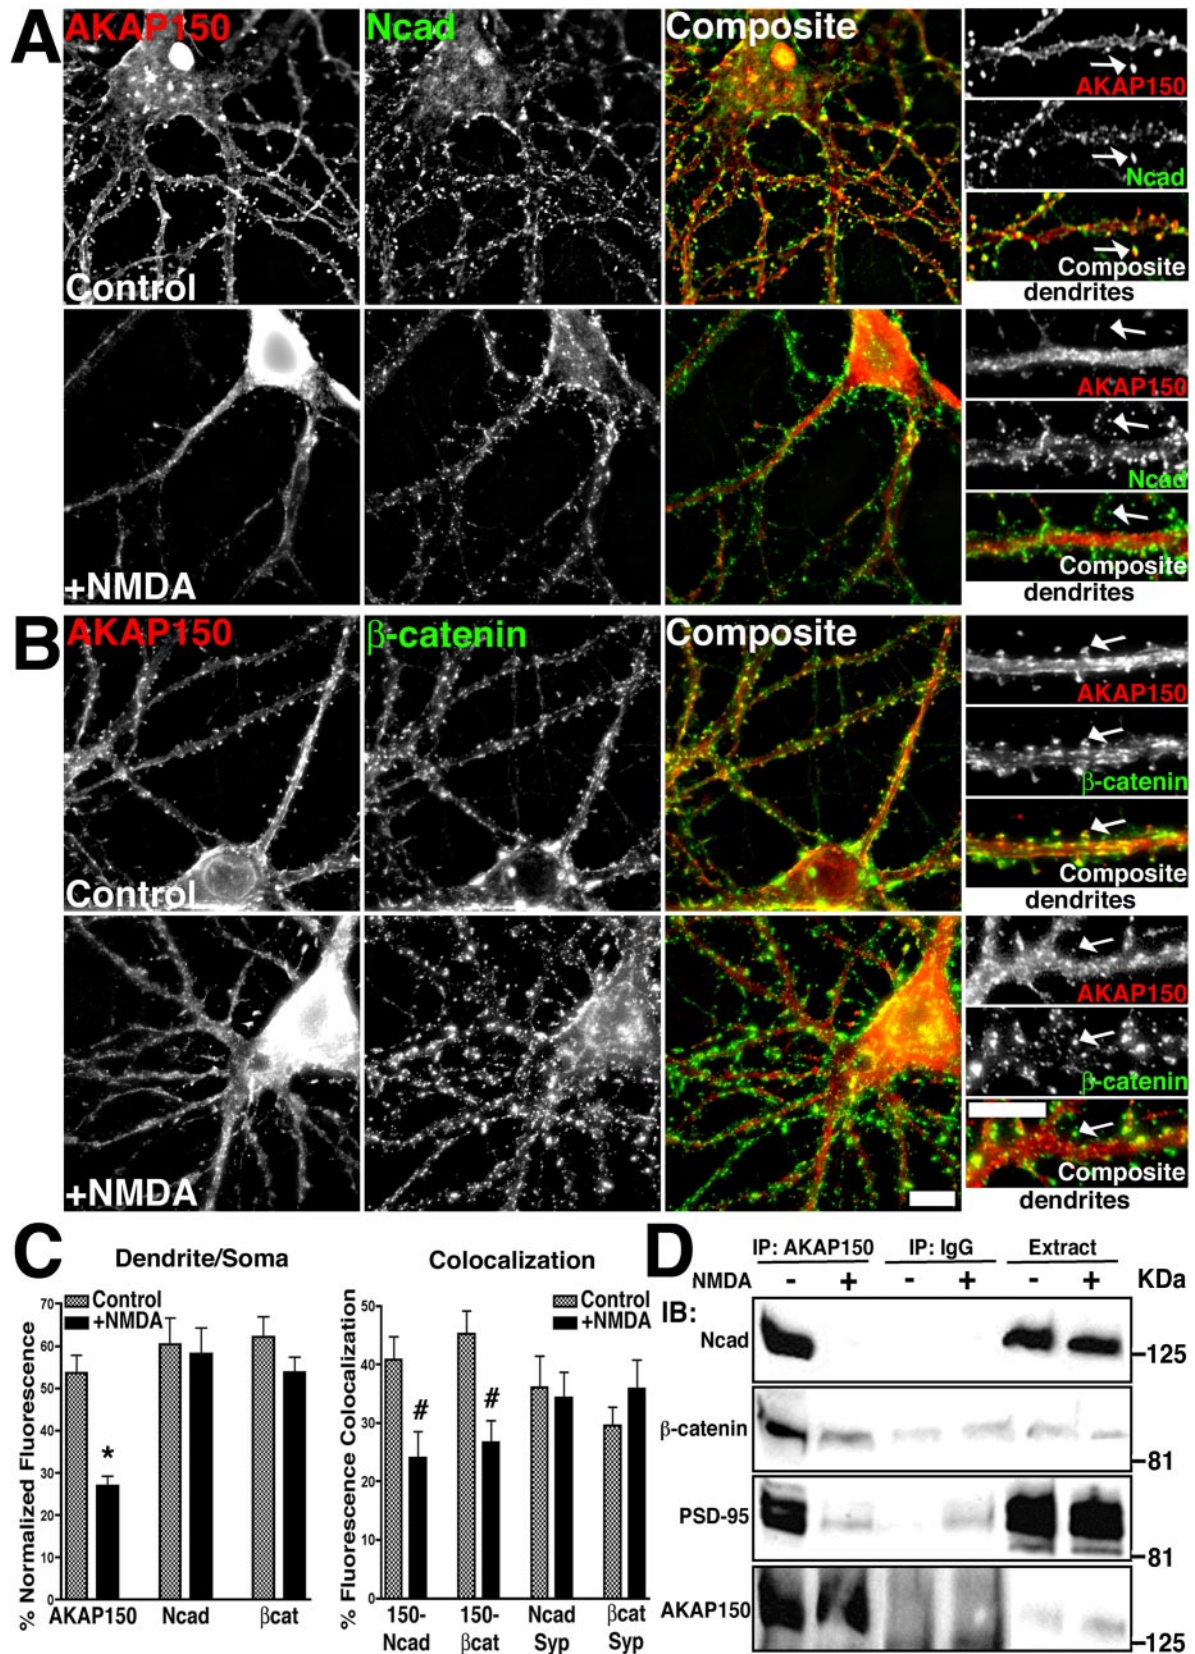 A
AKAP150 Ncad Composite
AKAP150
Ncad
Composite
Control
dendrites
AKAP150
Ncad
Composite
+NMDA
dendrites
B
AKAP150 β-catenin Composite
AKAP150
β-catenin
Composite
Control
dendrites
AKAP150
β-catenin
Composite
+NMDA
dendrites
C
Dendrite/Soma
% Normalized Fluorescence
70
60
50
40
30
20
10
0
Control
+NMDA
*
AKAP150 Ncad βcat
Colocalization
% Fluorescence Colocalization
50
40
30
20
10
0
Control
+NMDA
# #
150- 150- Ncad βcat
Ncad βcat Syp Syp
D
IP: AKAP150 IP: IgG Extract
NMDA - + - + - + KDa
IB:
Ncad
-125
β-catenin
-81
PSD-95
-81
AKAP150
-125